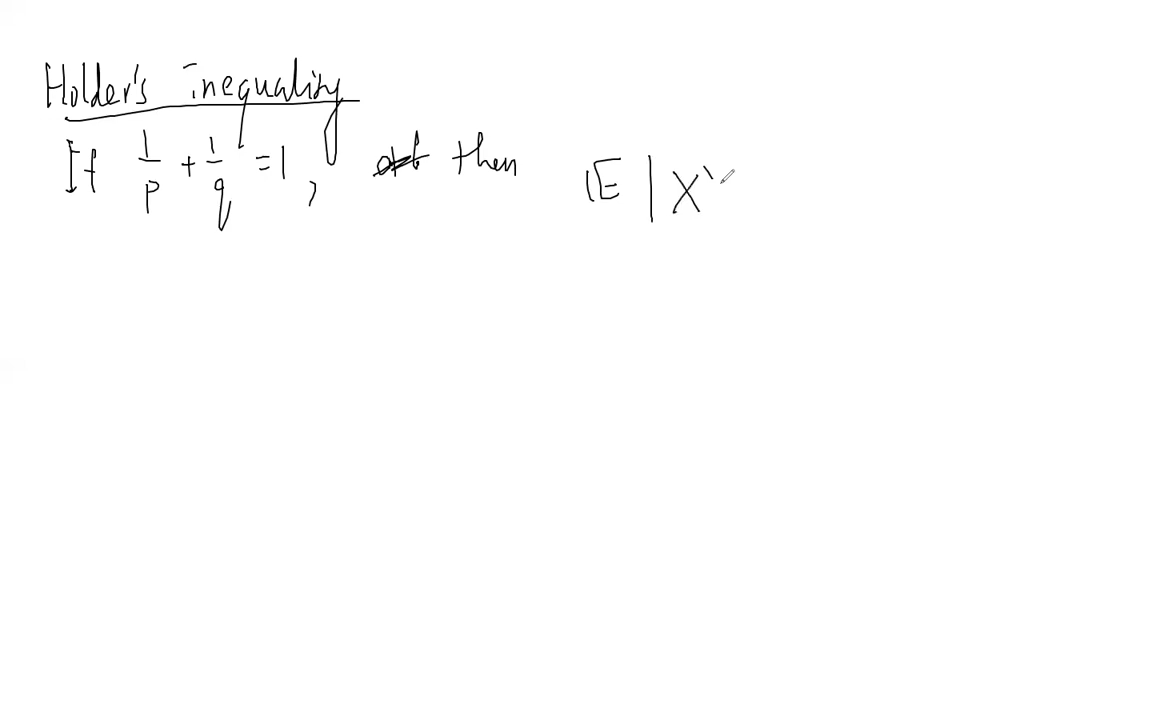 Holder's inequality
If 1/p + 1/q = 1, then 𝔼 | X